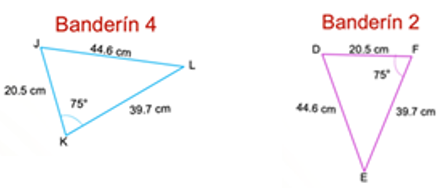 Banderín 4
J
44.6 cm
L
20.5 cm
75°
39.7 cm
K
Banderín 2
D
20.5 cm
F
75°
44.6 cm
39.7 cm
E